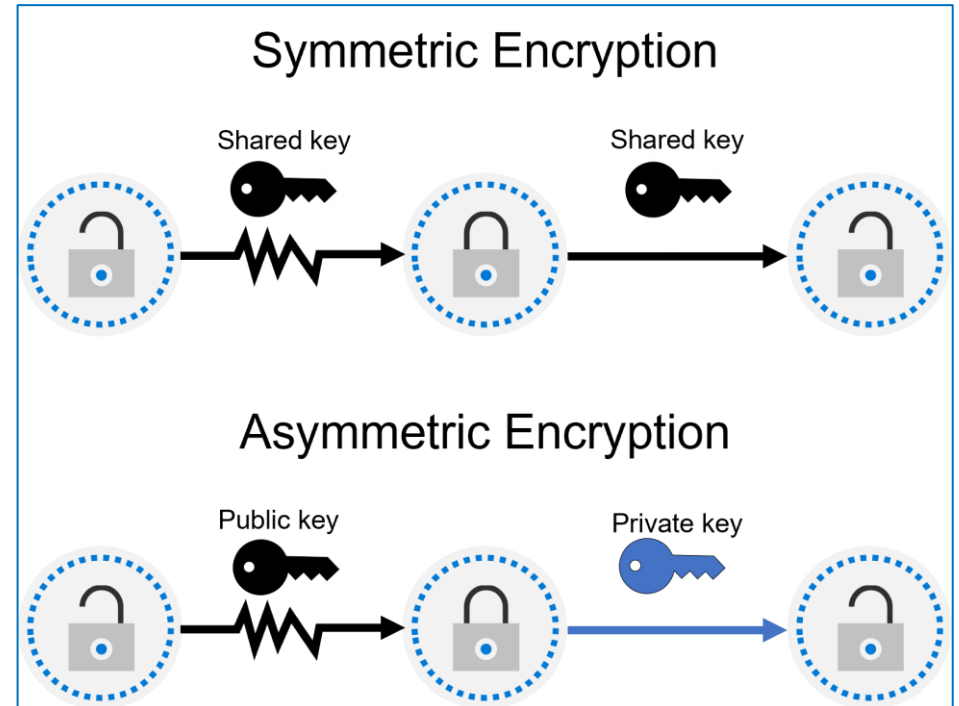 Symmetric Encryption
Shared key
Shared key
Asymmetric Encryption
Public key
Private key